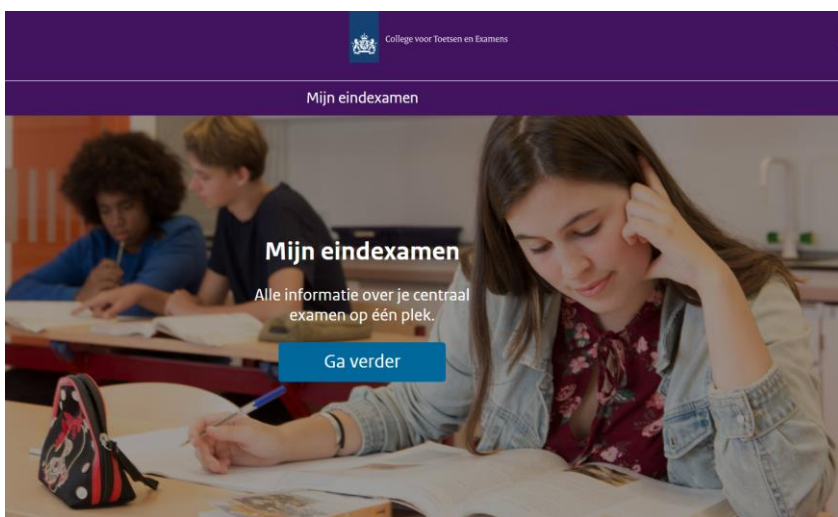 College voor Toetsen en Examens
Mijn eindexamen
Mijn eindexamen
Alle informatie over je centraal
examen op één plek.
Ga verder